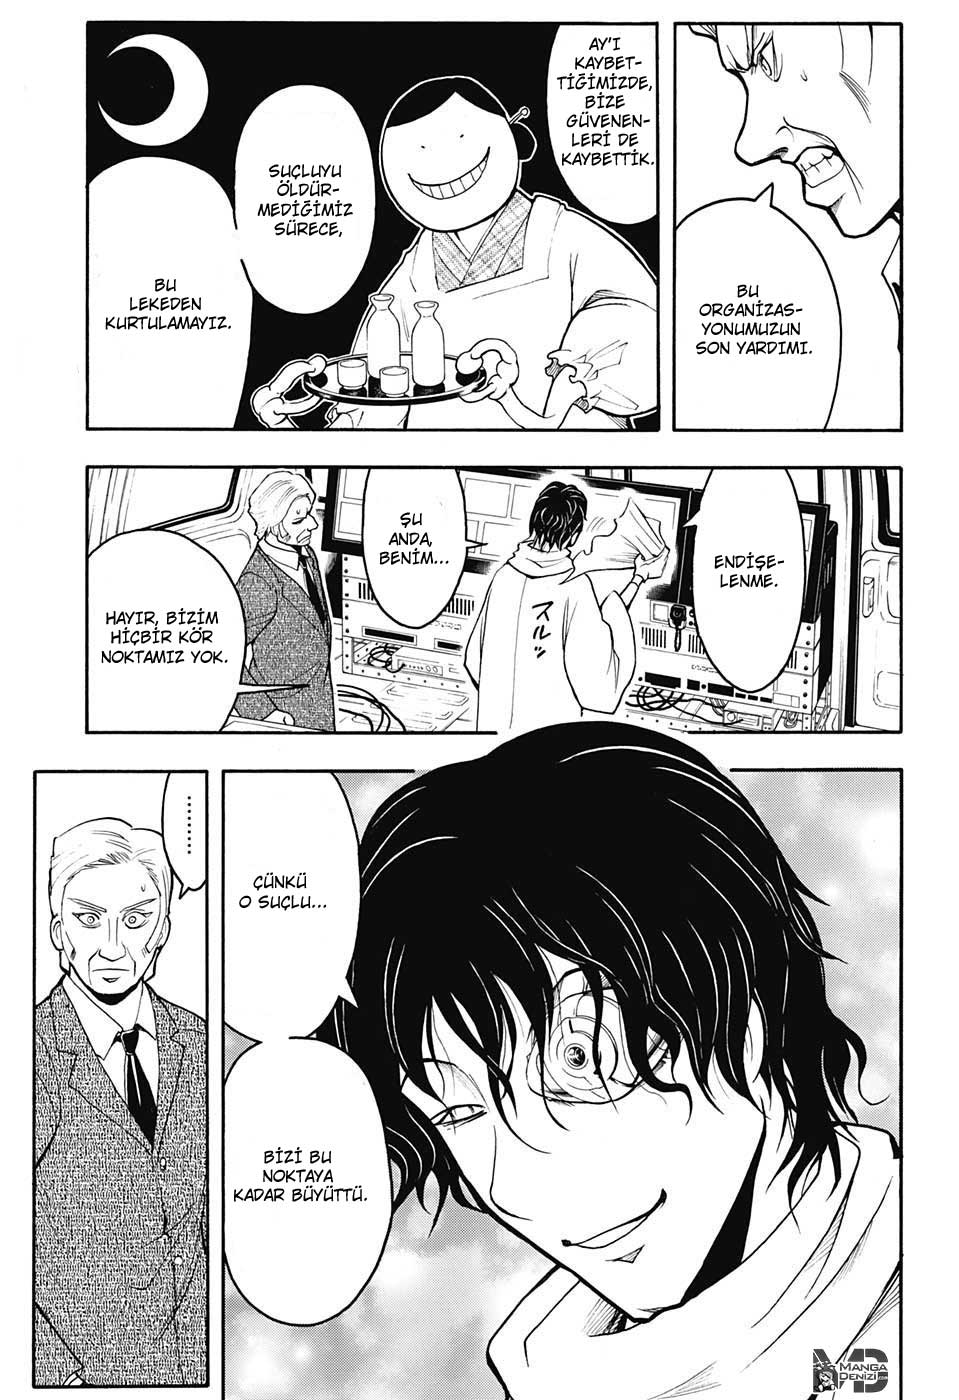 BU
ORGANİZAS-
YONUMUZUN
SON YARDIMI.
AY'I
KAYBET-
TİĞİMİZDE,
BİZE
GÜVENEN-
LERİ DE
KAYBETTİK.
SUÇLUYU
ÖLDÜR-
MEDİĞİMİZ
SÜRECE,
BU
LEKEDEN
KURTULAMAYIZ.
ENDİŞE-
LENME.
ŞU
ANDA,
BENİM...
スルッ
HAYIR, BİZİM
HİÇBİR KÖR
NOKTAMIZ YOK.
ÇÜNKÜ
O SUÇLU...
BİZİ BU
NOKTAYA
KADAR BÜYÜTTÜ.
.........
MANGA
DENİZİ.COM